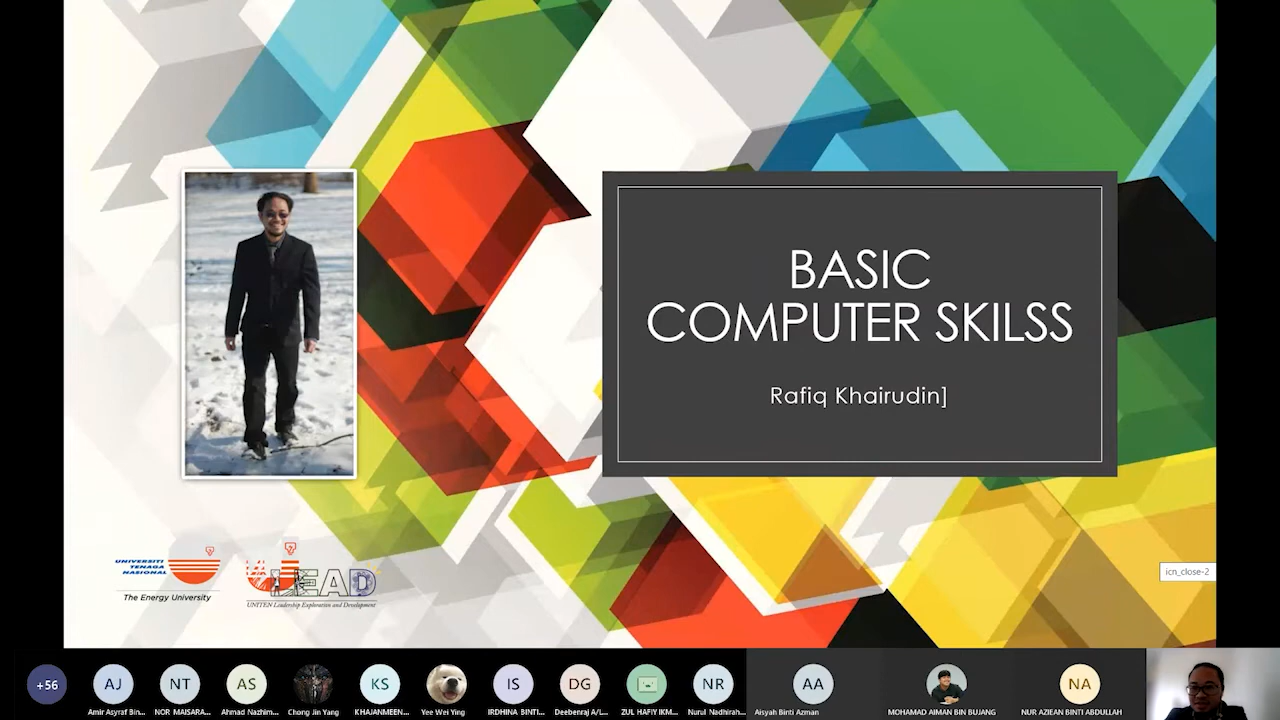 BASIC
COMPUTER SKILSS
Rafiq Khairudin]
UNIVERSITI
TENAGA
NASIONAL
The Energy University
U LEAD
UNITEN Leadership Exploration and Development
icn_close-2
+56
AJ
NT
AS
KS
IS
DG
NR
AA
NA
Amir Asyraf Bin...
NOR MAISARA...
Ahmad Nazhim...
Chong Jin Yang
KHAJANMEEN...
Yee Wei Ying
IRDHINA BINTI...
Deebenraj A/L...
ZUL HAFIY IKM...
Nurul Nadhirah...
Aisyah Binti Azman
MOHAMAD AIMAN BIN BUJANG
NUR AZIEAN BINTI ABDULLAH